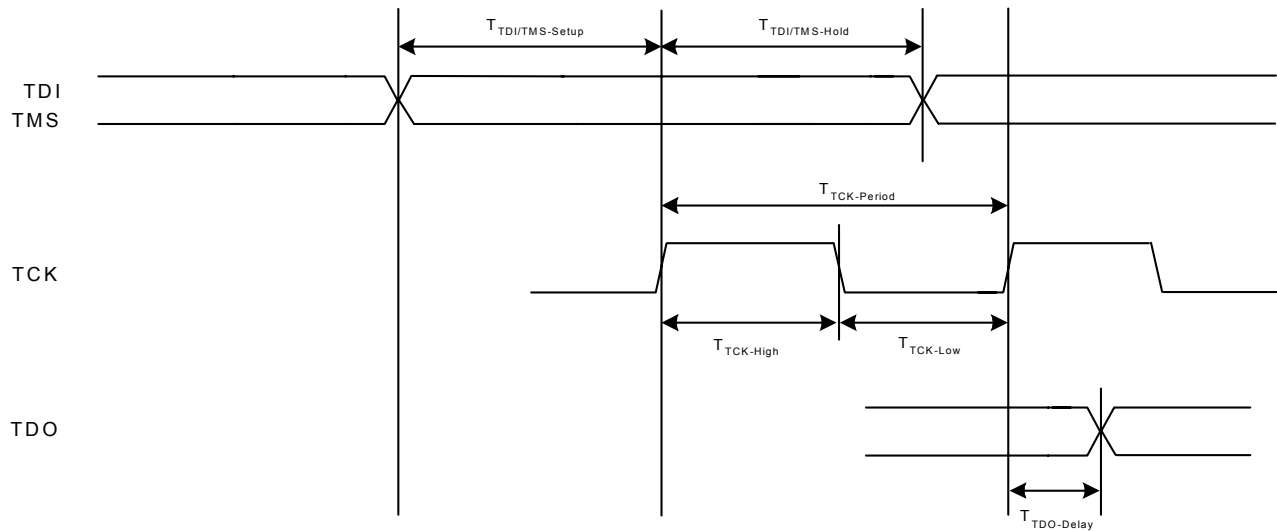 T TDI/TMS-Setup
T TDI/TMS-Hold
TDI
TMS
T TCK-Period
TCK
T TCK-High
T TCK-Low
TDO
T TDO-Delay